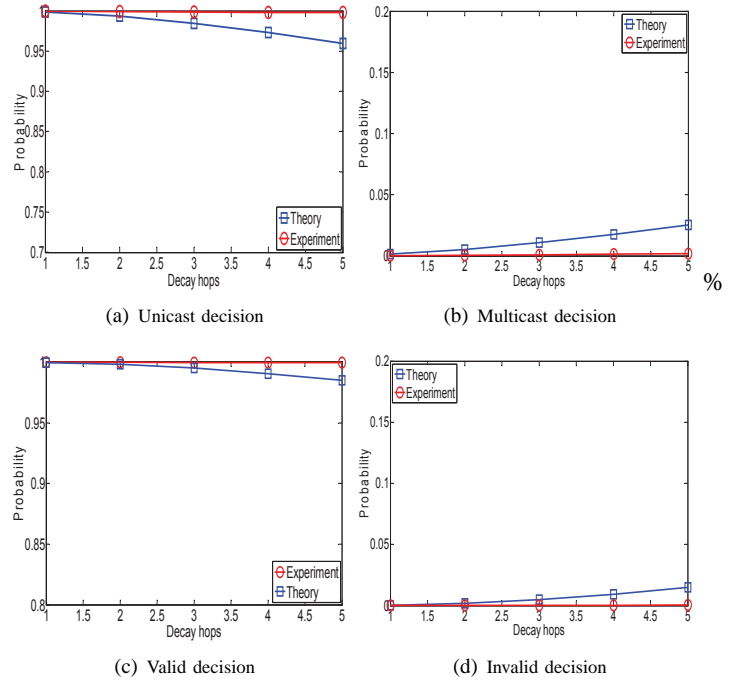 1
0.95
0.9
0.85
0.8
0.75
0.7
Probability
Theory
Experiment
1 1.5 2 2.5 3 3.5 4 4.5 5
Decay hops
(a) Unicast decision
0.2
0.15
0.1
0.05
0
Probability
Theory
Experiment
1 1.5 2 2.5 3 3.5 4 4.5 5
Decay hops
(b) Multicast decision
%
1
0.95
0.9
0.85
0.8
Probability
Experiment
Theory
1 1.5 2 2.5 3 3.5 4 4.5 5
Decay hops
(c) Valid decision
0.2
0.15
0.1
0.05
0
Probability
Theory
Experiment
1 1.5 2 2.5 3 3.5 4 4.5 5
Decay hops
(d) Invalid decision